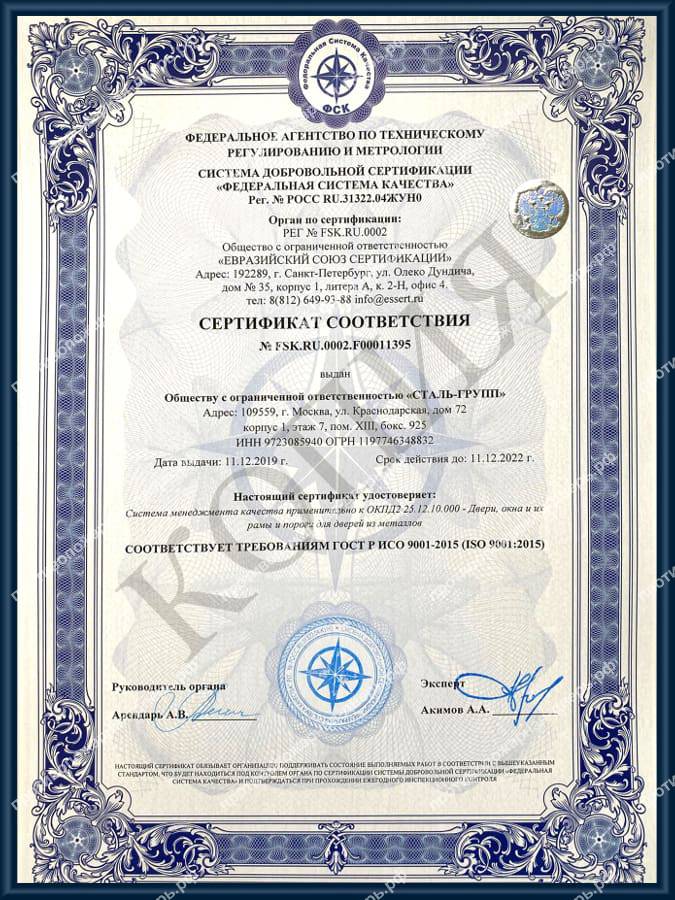 Федеральная Система Качества
ФСК
ФЕДЕРАЛЬНОЕ АГЕНТСТВО ПО ТЕХНИЧЕСКОМУ
РЕГУЛИРОВАНИЮ И МЕТРОЛОГИИ
СИСТЕМА ДОБРОВОЛЬНОЙ СЕРТИФИКАЦИИ
«ФЕДЕРАЛЬНАЯ СИСТЕМА КАЧЕСТВА»
Рег. № РОСС RU.31322.04ЖУН0
Орган по сертификации:
РЕГ № FSK.RU.0002
Общество с ограниченной ответственностью
«ЕВРАЗИЙСКИЙ СОЮЗ СЕРТИФИКАЦИИ»
Адрес: 192289, г. Санкт-Петербург, ул. Олеко Дундича,
дом № 35, корпус 1, литера А, к. 2-Н, офис 4.
тел: 8(812) 649-93-88 info@essert.ru
СЕРТИФИКАТ СООТВЕТСТВИЯ
№ FSK.RU.0002.F00011395
выдан
Обществу с ограниченной ответственностью «СТАЛЬ-ГРУПП»
Адрес: 109559, г. Москва, ул. Краснодарская, дом 72
корпус 1, этаж 7, пом. XIII, бокс. 925
ИНН 9723085940 ОГРН 1197746348832
Дата выдачи: 11.12.2019 г. Срок действия до: 11.12.2022 г.
Настоящий сертификат удостоверяет:
Система менеджмента качества применительно к ОКПД2 25.12.10.000 - Двери, окна и их
рамы и пороги для дверей из металлов
СООТВЕТСТВУЕТ ТРЕБОВАНИЯМ ГОСТ Р ИСО 9001-2015 (ISO 9001:2015)
КОПИЯ
Руководитель органа
Арендарь А.В.
Эксперт
Акимов А.А.
НАСТОЯЩИЙ СЕРТИФИКАТ ОБЯЗЫВАЕТ ОРГАНИЗАЦИЮ ПОДДЕРЖИВАТЬ СОСТОЯНИЕ ВЫПОЛНЯЕМЫХ РАБОТ В СООТВЕТСТВИИ С ВЫШЕУКАЗАННЫМ
СТАНДАРТОМ, ЧТО БУДЕТ НАХОДИТЬСЯ ПОД КОНТРОЛЕМ ОРГАНА ПО СЕРТИФИКАЦИИ СИСТЕМЫ ДОБРОВОЛЬНОЙ СЕРТИФИКАЦИИ «ФЕДЕРАЛЬНАЯ
СИСТЕМА КАЧЕСТВА» И ПОДТВЕРЖДАТЬСЯ ПРИ ПРОХОЖДЕНИИ ЕЖЕГОДНОГО ИНСПЕКЦИОННОГО КОНТРОЛЯ